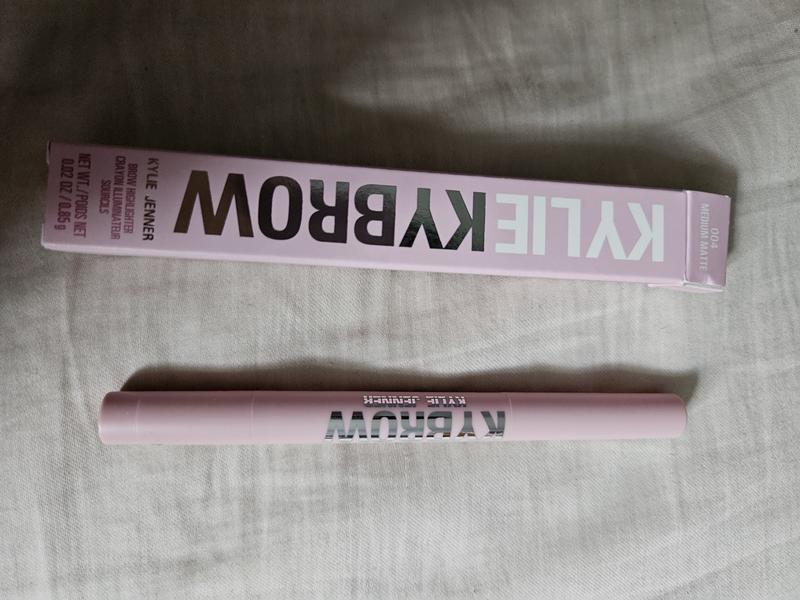 004
MEDIUM MATTE
KYLIE KYBROW
KYLIE JENNER
BROW HIGHLIGHTER
CRAYON ILLUMINATEUR
SOURCILS
NET WT./POIDS NET
0.02 OZ/0.85 g
KYBROW
KYLIE JENNER